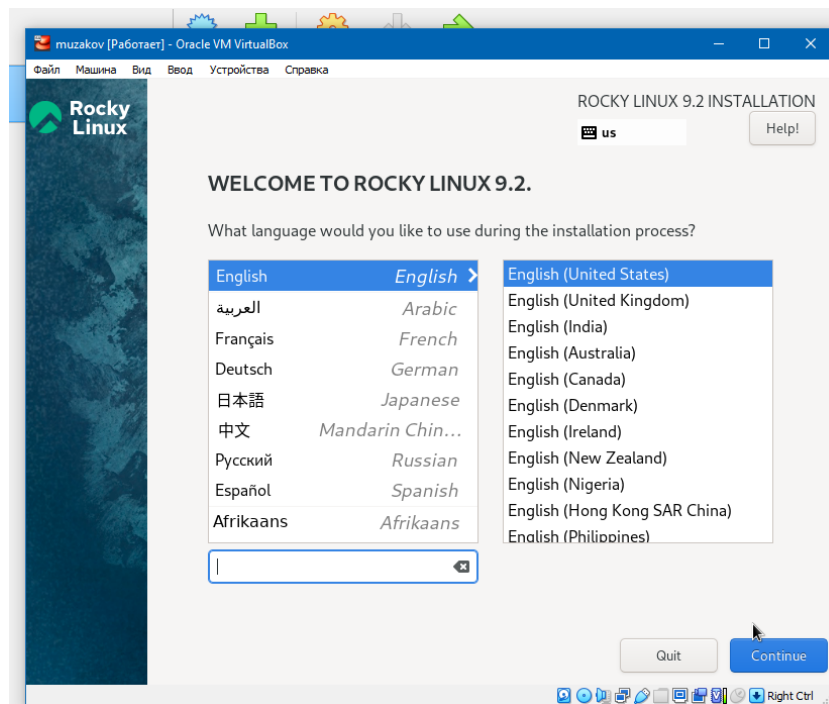 muzakov [Работает] - Oracle VM VirtualBox
Файл Машина Вид Ввод Устройства Справка
Rocky
Linux
ROCKY LINUX 9.2 INSTALLATION
us
Help!
WELCOME TO ROCKY LINUX 9.2.
What language would you like to use during the installation process?
English English
العربية Arabic
Français French
Deutsch German
日本語 Japanese
中文 Mandarin Chin...
Русский Russian
Español Spanish
Afrikaans Afrikaans
English (United States)
English (United Kingdom)
English (India)
English (Australia)
English (Canada)
English (Denmark)
English (Ireland)
English (New Zealand)
English (Nigeria)
English (Hong Kong SAR China)
English (Philippines)
Quit
Continue
Right Ctrl